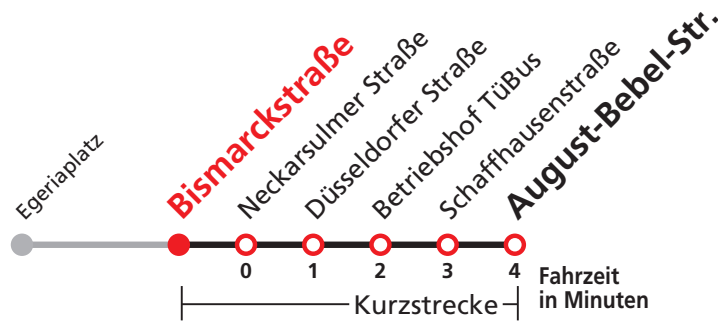 Egeriaplatz
Bismarckstraße
Neckarsulmer Straße
Düsseldorfer Straße
Betriebshof TüBus
Schaffhausenstraße
August-Bebel-Str.
0 1 2 3 4
Fahrzeit
in Minuten
Kurzstrecke